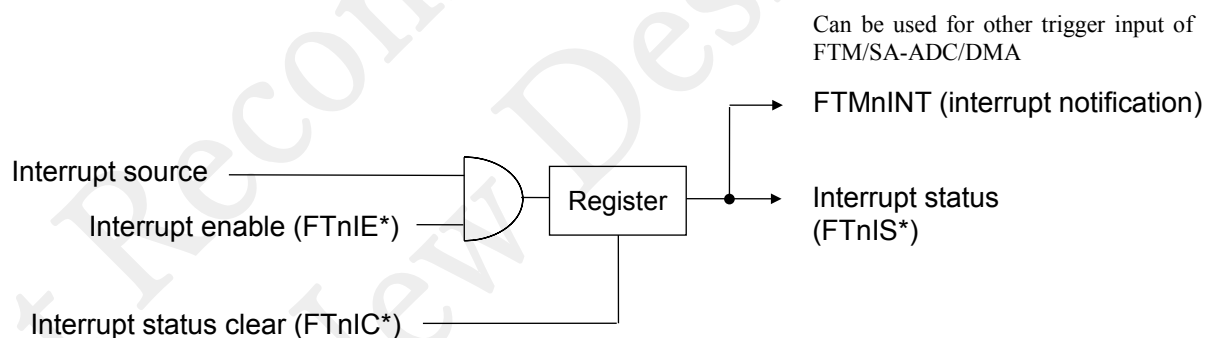 Can be used for other trigger input of
FTM/SA-ADC/DMA
FTMnINT (interrupt notification)
Interrupt source
Register
Interrupt status
(FTnIS*)
Interrupt enable (FTnIE*)
Interrupt status clear (FTnIC*)